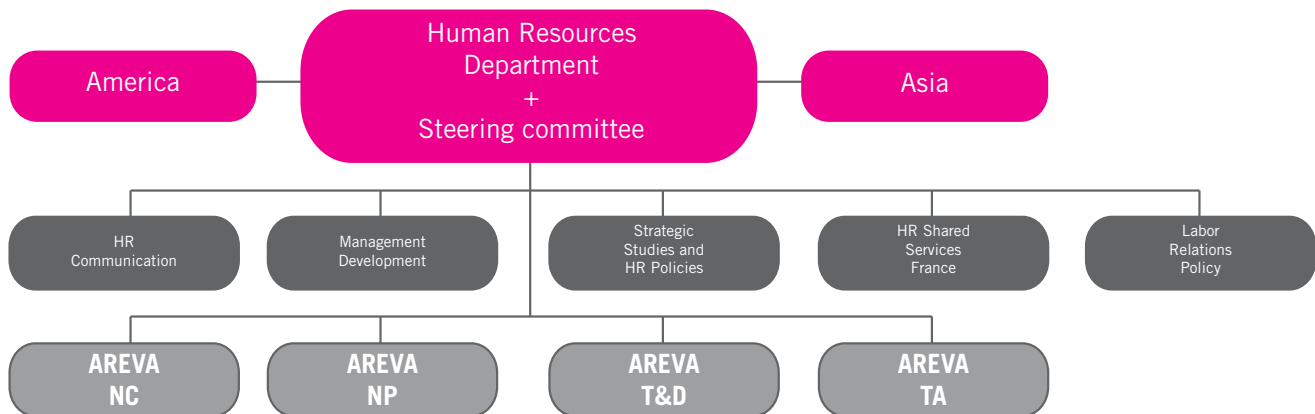 America
Human Resources
Department
+
Steering committee
Asia
HR
Communication
Management
Development
Strategic
Studies and
HR Policies
HR Shared
Services
France
Labor
Relations
Policy
AREVA
NC
AREVA
NP
AREVA
T&D
AREVA
TA